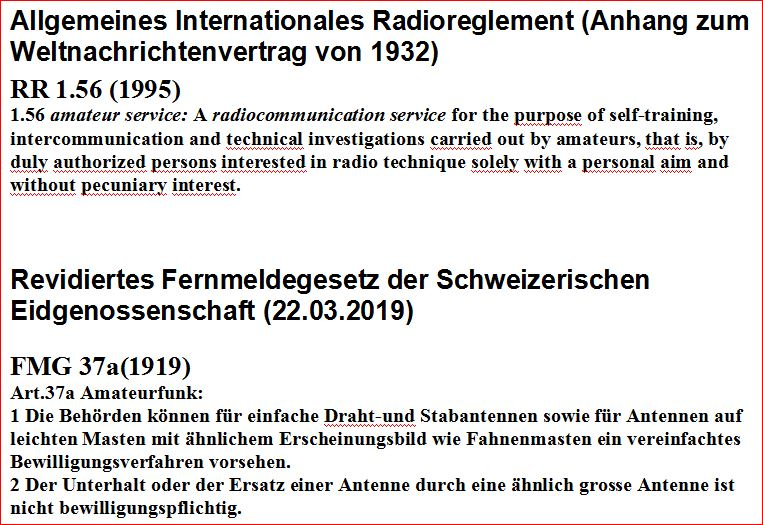 Allgemeines Internationales Radioreglement (Anhang zum
Weltnachrichtenvertrag von 1932)
RR 1.56 (1995)
1.56 amateur service: A radiocommunication service for the purpose of self-training,
intercommunication and technical investigations carried out by amateurs, that is, by
duly authorized persons interested in radio technique solely with a personal aim and
without pecuniary interest.
Revidiertes Fernmeldegesetz der Schweizerischen
Eidgenossenschaft (22.03.2019)
FMG 37a(1919)
Art.37a Amateurfunk:
1 Die Behörden können für einfache Draht-und Stabantennen sowie für Antennen auf
leichten Masten mit ähnlichem Erscheinungsbild wie Fahnenmasten ein vereinfachtes
Bewilligungsverfahren vorsehen.
2 Der Unterhalt oder der Ersatz einer Antenne durch eine ähnlich grosse Antenne ist
nicht bewilligungspflichtig.